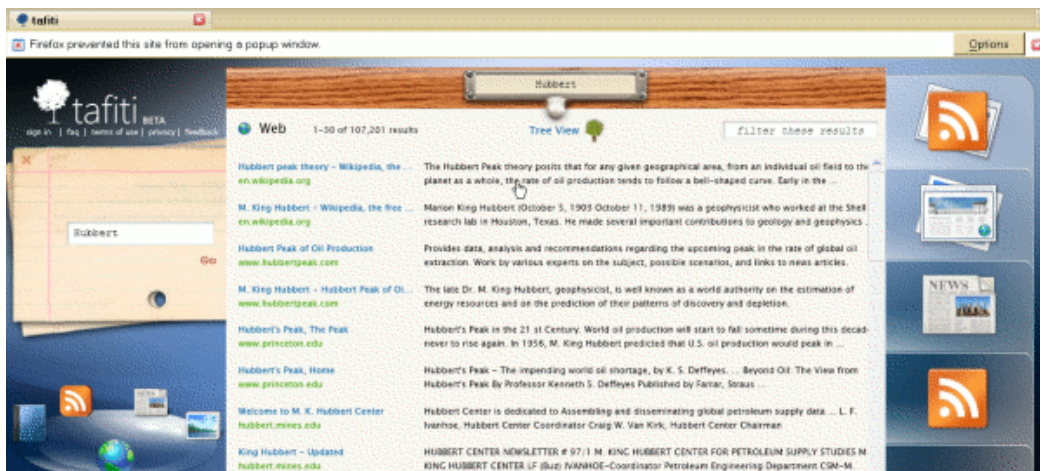 tafiti
Firefox prevented this site from opening a popup window.
Options
tafiti BETA
sign in | faq | terms of use | privacy | feedback
Hubbert
Go
Hubbert
Web 1-50 of 107,201 results Tree View filter these results
Hubbert peak theory - Wikipedia, the ... The Hubbert Peak theory posits that for any given geographical area, from an individual oil field to the
en.wikipedia.org planet as a whole, the rate of oil production tends to follow a bell-shaped curve. Early in the ...
M. King Hubbert - Wikipedia, the free ... Marion King Hubbert (October 5, 1903 October 11, 1989) was a geophysicist who worked at the Shell
en.wikipedia.org research lab in Houston, Texas. He made several important contributions to geology and geophysics .
Hubbert Peak of Oil Production Provides data, analysis and recommendations regarding the upcoming peak in the rate of global oil
www.hubbertpeak.com extraction. Work by various experts on the subject, possible scenarios, and links to news articles.
M. King Hubbert - Hubbert Peak of Oi... The late Dr. M. King Hubbert, geophysicist, is well known as a world authority on the estimation of
www.hubbertpeak.com energy resources and on the prediction of their patterns of discovery and depletion.
Hubbert's Peak, The Peak Hubbert's Peak in the 21 st Century. World oil production will start to fall sometime during this decad-
www.princeton.edu never to rise again. In 1956, M. King Hubbert predicted that U.S. oil production would peak in ...
Hubbert's Peak, Home Hubbert's Peak - The impending world oil shortage, by K. S. Deffeyes. ... Beyond Oil: The View from
www.princeton.edu Hubbert's Peak By Professor Kenneth S. Deffeyes Published by Farrar, Straus ...
Welcome to M. K. Hubbert Center Hubbert Center is dedicated to Assembling and disseminating global petroleum supply data ... L. F.
hubbert.mines.edu Ivanhoe, Hubbert Center Coordinator Craig W. Van Kirk, Hubbert Center Chairman
King Hubbert - Updated HUBBERT CENTER NEWSLETTER # 97/1 M. KING HUBBERT CENTER FOR PETROLEUM SUPPLY STUDIES M.
hubbert.mines.edu KING HUBBERT CENTER LF (Buz) IVANHOE-Coordinator Petroleum Engineering Department CSM-M.
NEWS